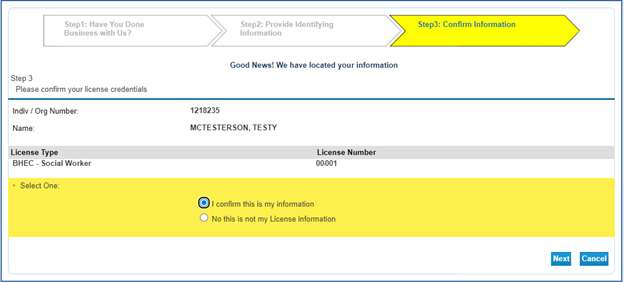 Step1: Have You Done
Business with Us?
Step2: Provide Identifying
Information
Step3: Confirm Information
Good News! We have located your information
Step 3
Please confirm your license credentials
Indiv / Org Number: 1218235
Name: MCTESTERSON, TESTY
License Type License Number
BHEC - Social Worker 00001
* Select One:
I confirm this is my information
No this is not my License information
Next Cancel